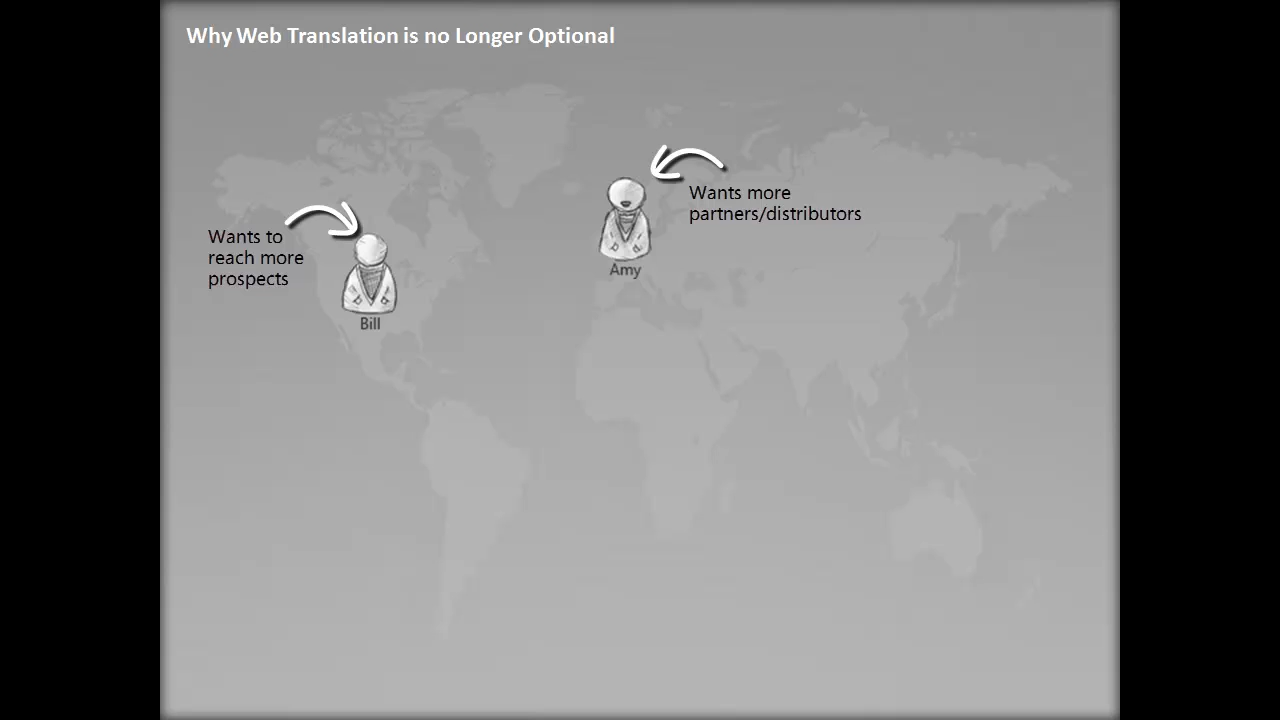 Why Web Translation is no Longer Optional
Wants more
partners/distributors
Amy
Wants to
reach more
prospects
Bill